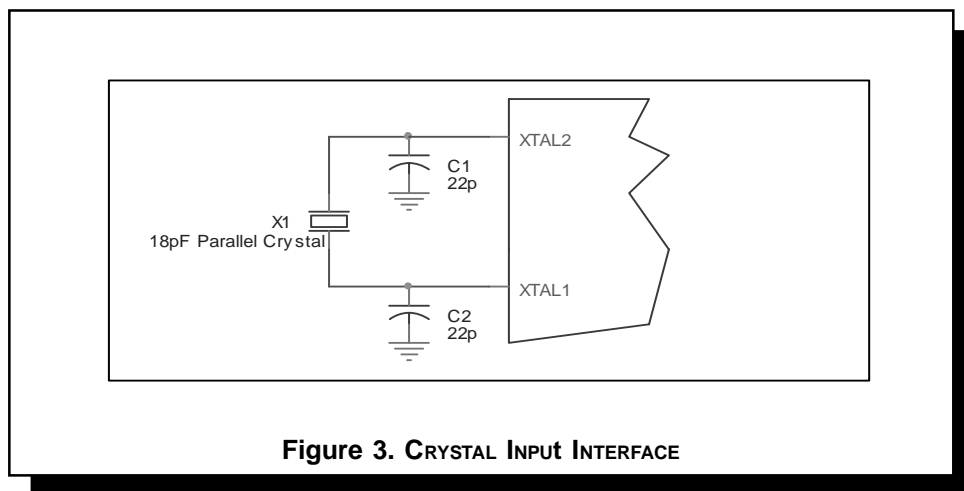 XTAL2
C1
22p
X1
18pF Parallel Crystal
XTAL1
C2
22p
Figure 3. CRYSTAL INPUt INTERFACE